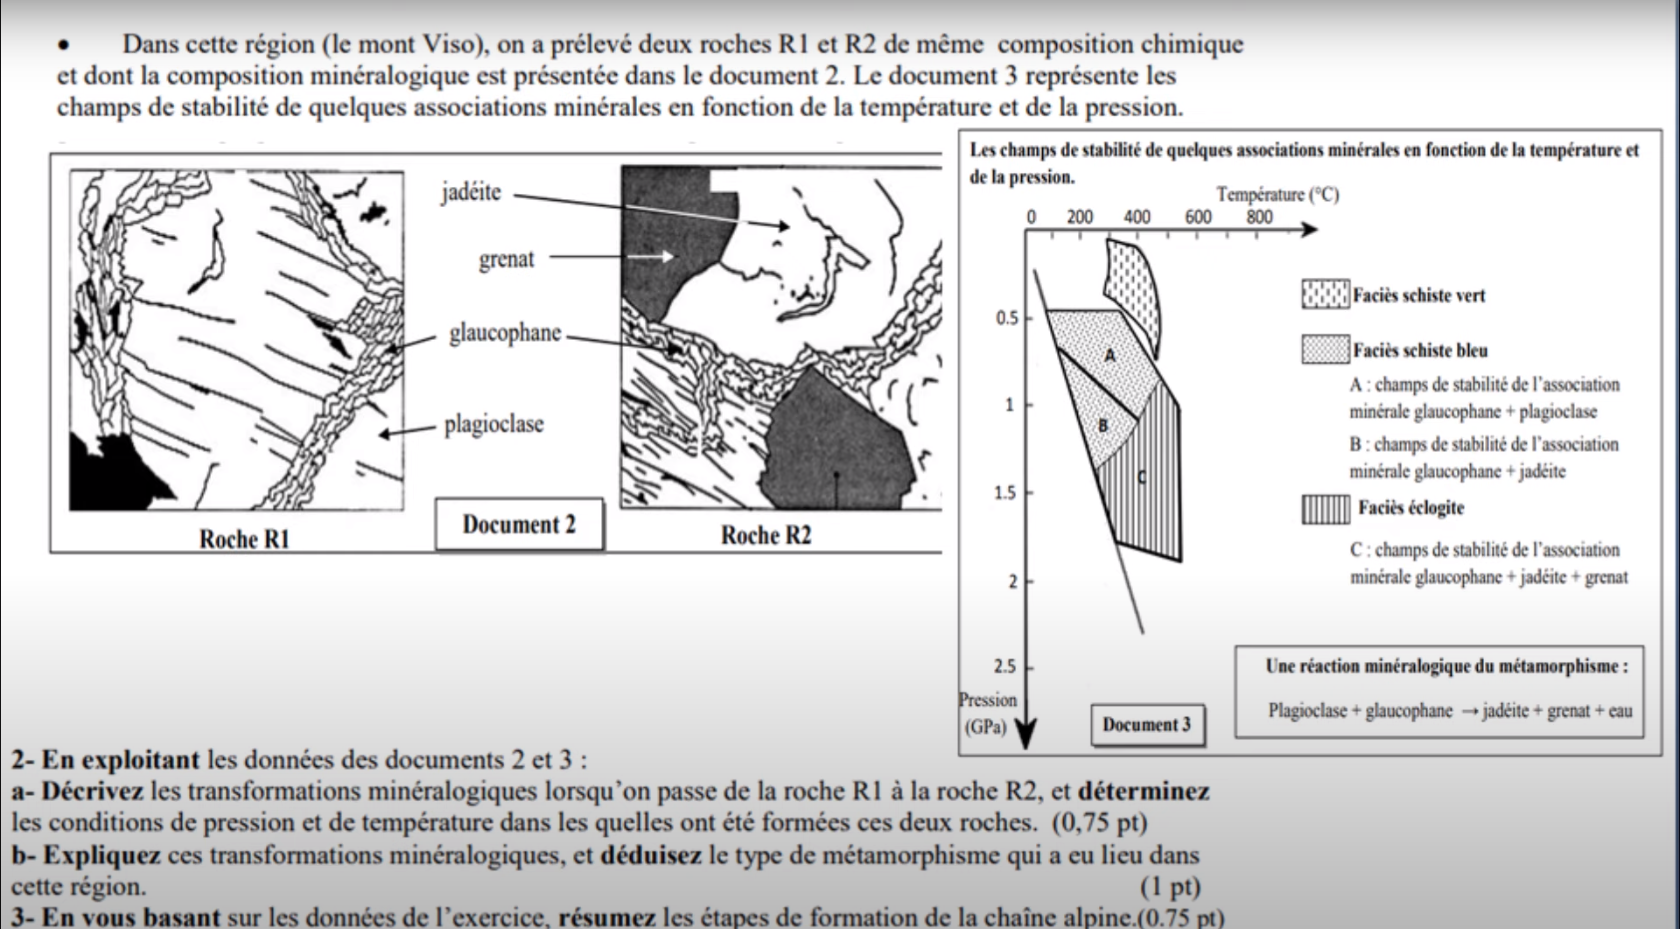 • Dans cette région (le mont Viso), on a prélevé deux roches R1 et R2 de même composition chimique
et dont la composition minéralogique est présentée dans le document 2. Le document 3 représente les
champs de stabilité de quelques associations minérales en fonction de la température et de la pression.
jadéite
grenat
glaucophane
plagioclase
Roche R1
Document 2
Roche R2
Les champs de stabilité de quelques associations minérales en fonction de la température et
de la pression.
Température (°C)
0 200 400 600 800
0.5
1
1.5
2
2.5
Pression
(GPa)
A
B
C
Faciès schiste vert
Faciès schiste bleu
A : champs de stabilité de l'association
minérale glaucophane + plagioclase
B : champs de stabilité de l'association
minérale glaucophane + jadéite
Faciès éclogite
C : champs de stabilité de l'association
minérale glaucophane + jadéite + grenat
Document 3
Une réaction minéralogique du métamorphisme :
Plagioclase + glaucophane → jadéite + grenat + eau
2- En exploitant les données des documents 2 et 3 :
a- Décrivez les transformations minéralogiques lorsqu'on passe de la roche R1 à la roche R2, et déterminez
les conditions de pression et de température dans les quelles ont été formées ces deux roches. (0,75 pt)
b- Expliquez ces transformations minéralogiques, et déduisez le type de métamorphisme qui a eu lieu dans
cette région. (1 pt)
3- En vous basant sur les données de l'exercice, résumez les étapes de formation de la chaîne alpine.(0.75 pt)